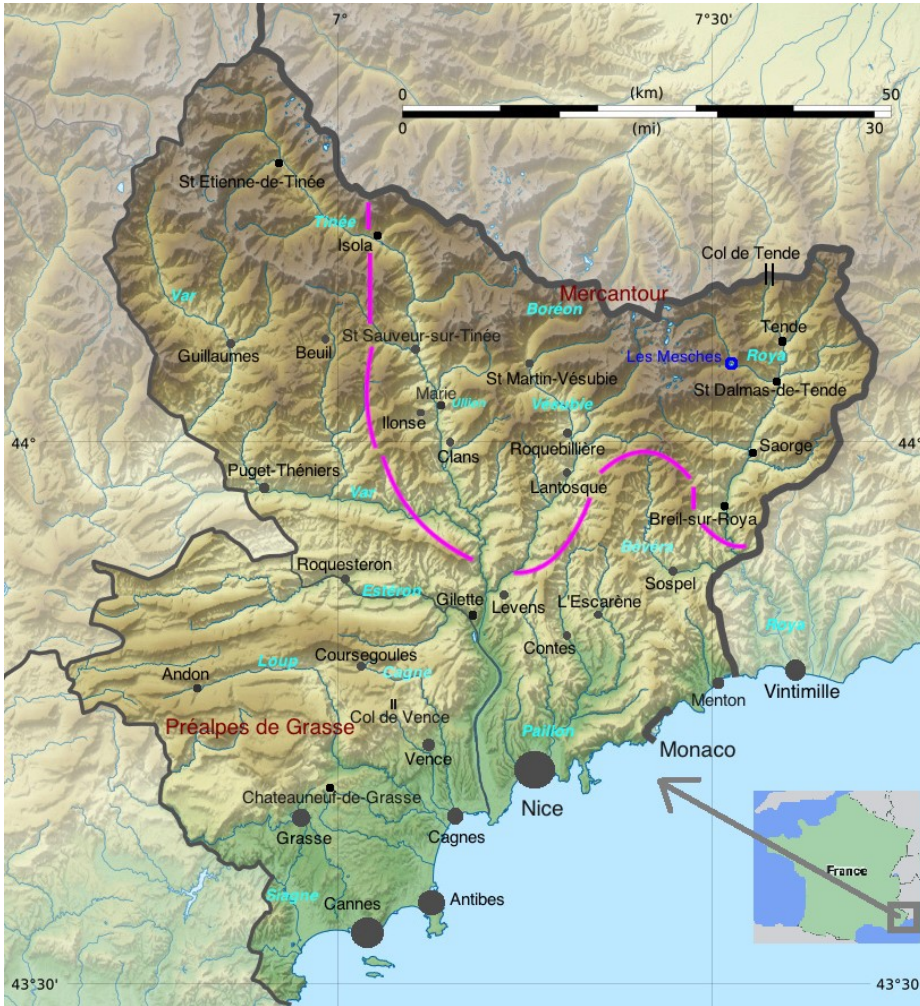 7°
7°30'
0
(km)
50
0
(mi)
30
St Etienne-de-Tinée
Tinée
Isola
Col de Tende
Mercantour
Var
Boréon
Tende
St Sauveur-sur-Tinée
Guillaumes
Beuil
Les Mesches
Roya
St Martin-Vésubie
St Dalmas-de-Tende
Marie
Ullion
Vésubie
Ilonse
44°
44°
Clans
Roquebillière
Saorge
Puget-Théniers
Lantosque
Var
Breil-sur-Roya
Bévéra
Roquesteron
Sospel
Estéron
Gilette
Levens
L'Escarène
Roya
Contes
Loup
Coursegoules
Cagne
Andon
Menton
Vintimille
Col de Vence
Préalpes de Grasse
Paillon
Monaco
Vence
Chateauneuf-de-Grasse
Nice
Grasse
Cagnes
France
Siagne
Cannes
Antibes
43°30'
43°30'